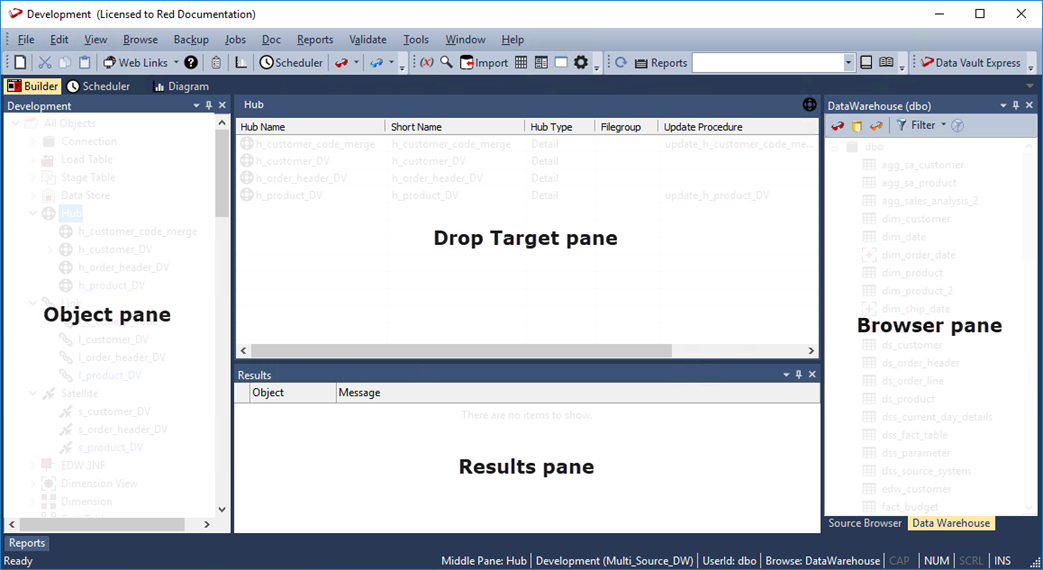 Development (Licensed to Red Documentation)
File Edit View Browse Backup Jobs Doc Reports Validate Tools Window Help
Web Links Scheduler (x) Import Reports Data Vault Express
Builder Scheduler Diagram
Development
All Objects
Connection
Load Table
Stage Table
Data Store
Hub
h_customer_code_merge
h_customer_DV
h_order_header_DV
h_product_DV
Link
Object pane
l_customer_DV
l_order_header_DV
l_product_DV
Satellite
s_customer_DV
s_order_header_DV
s_product_DV
EDW 3NF
Dimension View
Dimension
Hub
Hub Name Short Name Hub Type Filegroup Update Procedure
h_customer_code_merge h_customer_code_merge Detail update_h_customer_code_me...
h_customer_DV h_customer_DV Detail
h_order_header_DV h_order_header_DV Detail
h_product_DV h_product_DV Detail update_h_product_DV
Drop Target pane
Results
Object Message
There are no items to show.
Results pane
DataWarehouse (dbo)
Filter
dbo
agg_sa_customer
agg_sa_product
agg_sales_analysis_2
dim_customer
dim_date
dim_order_date
dim_product
dim_product_2
dim_ship_date
Browser pane
ds_customer
ds_order_header
ds_order_line
ds_product
dss_current_day_details
dss_fact_table
dss_parameter
dss_source_system
edw_customer
fact_budget
Source Browser Data Warehouse
Reports
Ready Middle Pane: Hub Development (Multi_Source_DW) UserId: dbo Browse: DataWarehouse CAP NUM SCRL INS